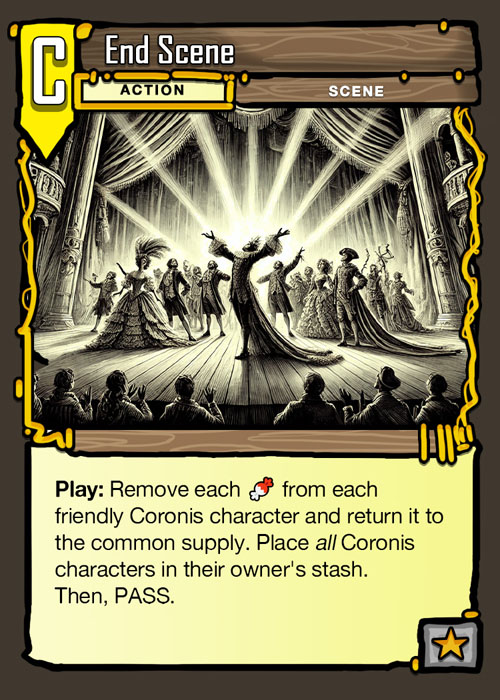 C
End Scene
ACTION
SCENE
Play: Remove each from each
friendly Coronis character and return it to
the common supply. Place all Coronis
characters in their owner's stash.
Then, PASS.